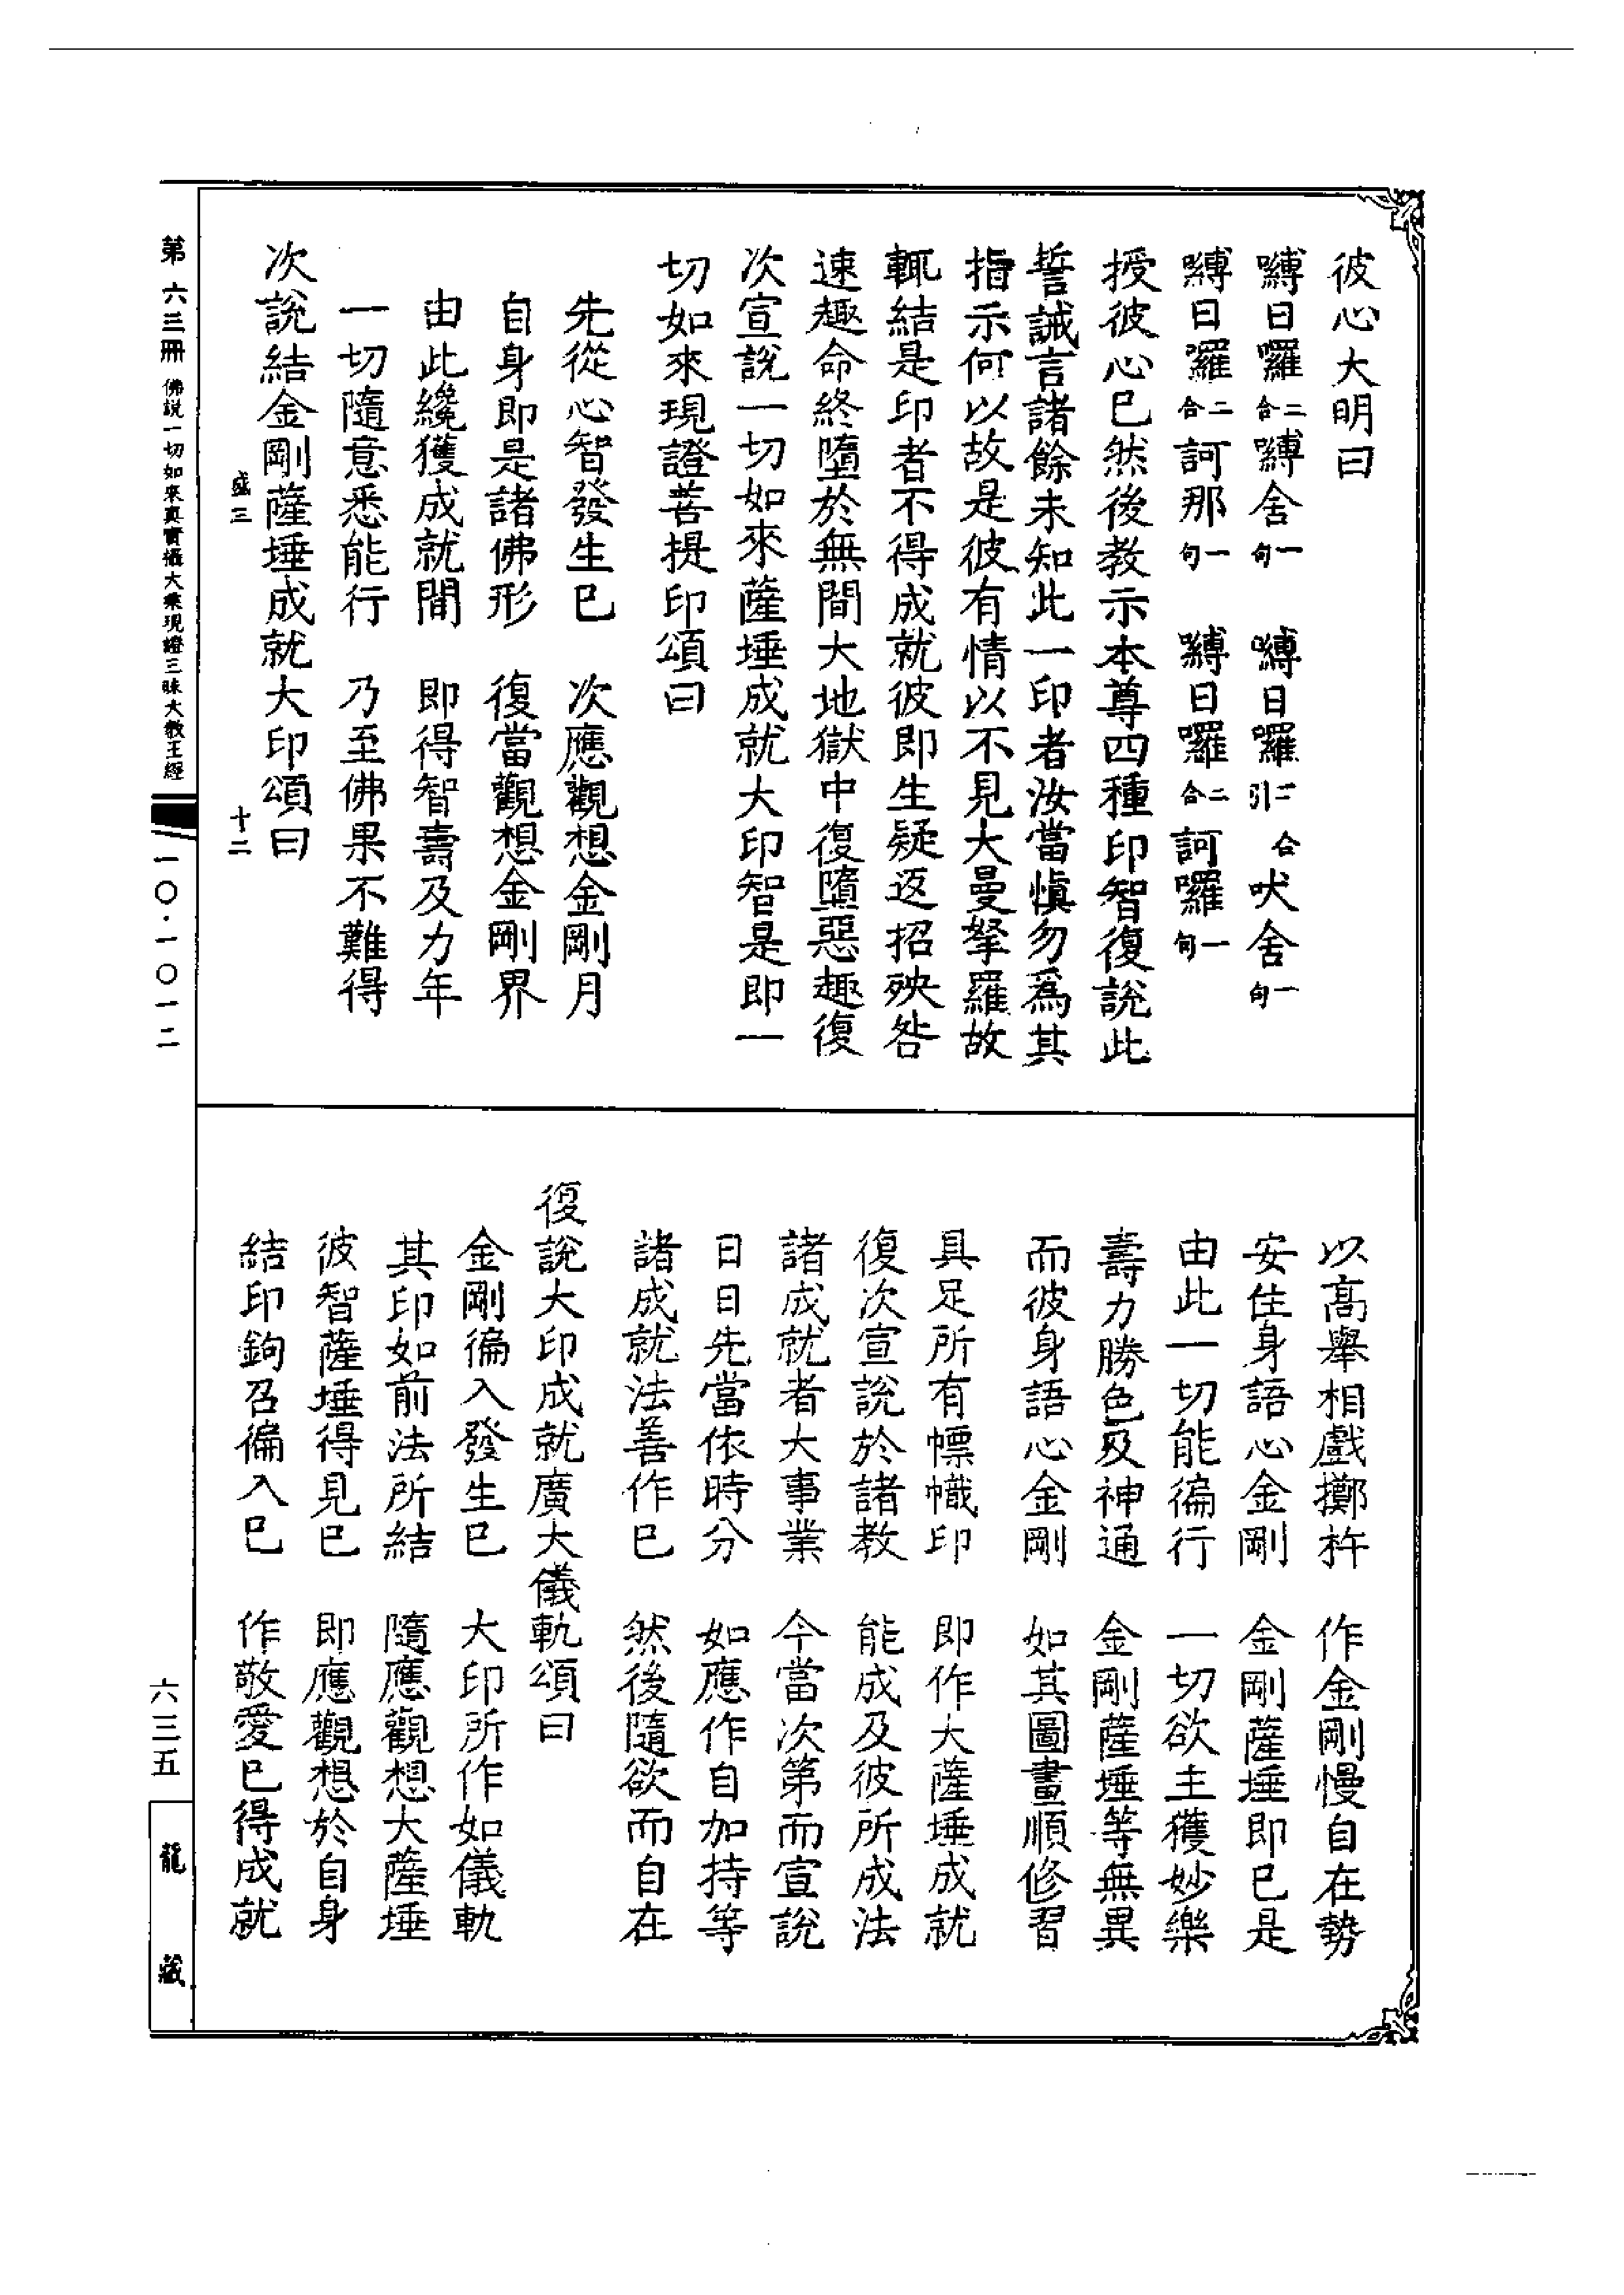 彼心大明曰
嚩日囉二合嚩舍一句　嚩日囉二合引吠舍一句
嚩日囉二合訶那一句　嚩日囉二合訶囉一句
授彼心已然後教示本尊四種印智復說此
誓誡言諸餘未知此一印者汝當慎勿爲其
指示何以故是彼有情以不見大曼拏羅故
輒結是印者不得成就彼即生疑返招殃咎
速趣命終墮於無間大地獄中復墮惡趣復
次宣說一切如來薩埵成就大印智是即一
切如來現證菩提印頌曰
先從心智發生已　次應觀想金剛月
自身即是諸佛形　復當觀想金剛界
由此纔獲成就間　即得智壽及力年
一切隨意悉能行　乃至佛果不難得
次說結金剛薩埵成就大印頌曰
盛三　十二
以高舉相戲擲杵　作金剛慢自在勢
安住身語心金剛　金剛薩埵即已是
由此一切能徧行　一切欲主獲妙樂
壽力勝色及神通　金剛薩埵等無異
而彼身語心金剛　如其圖畫順修習
具足所有幖幟印　即作大薩埵成就
復次宣說於諸教　能成及彼所成法
諸成就者大事業　今當次第而宣說
日日先當依時分　如應作自加持等
諸成就法善作已　然後隨欲而自在
復說大印成就廣大儀軌頌曰
金剛徧入發生已　大印所作如儀軌
其印如前法所結　隨應觀想大薩埵
彼智薩埵得見已　即應觀想於自身
結印鉤召徧入已　作敬愛已得成就
第六三冊　佛説一切如來真實攝大乘現證三昧大教王經
一〇·一〇一二
六三五
龍藏